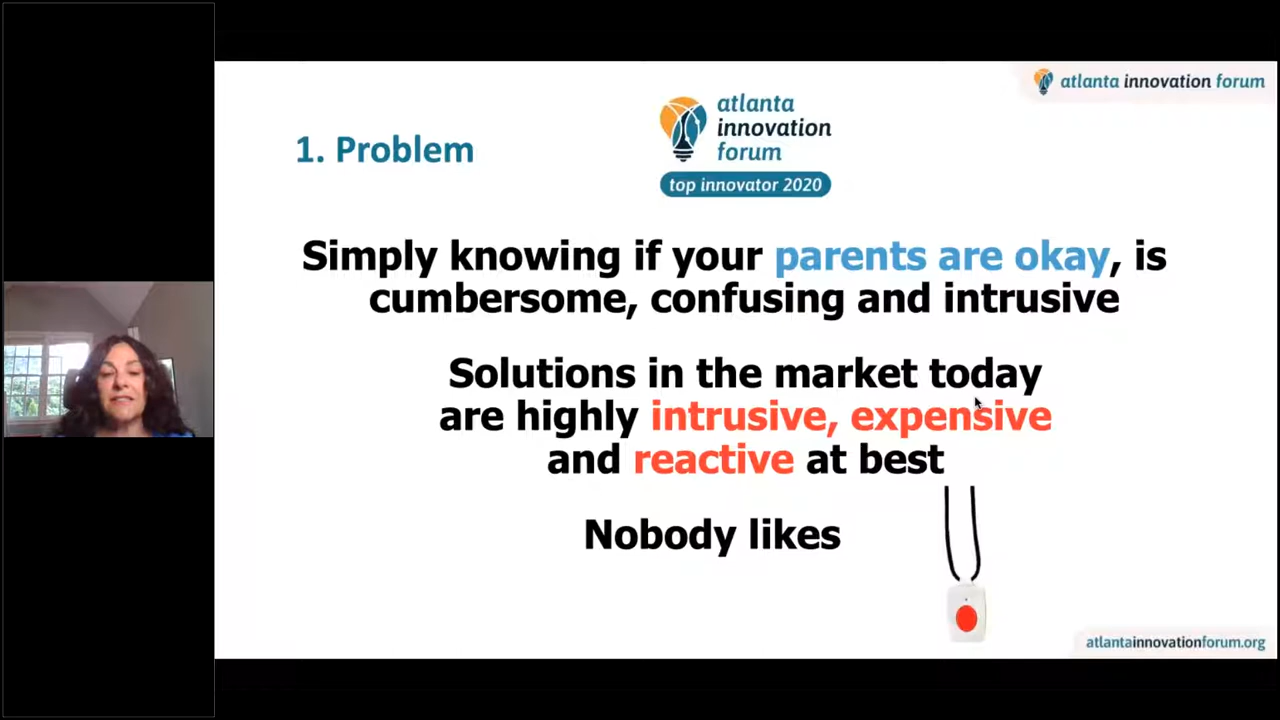 atlanta innovation forum
atlanta
innovation
forum
top innovator 2020
1. Problem
Simply knowing if your parents are okay, is
cumbersome, confusing and intrusive
Solutions in the market today
are highly intrusive, expensive
and reactive at best
Nobody likes
atlantainnovationforum.org